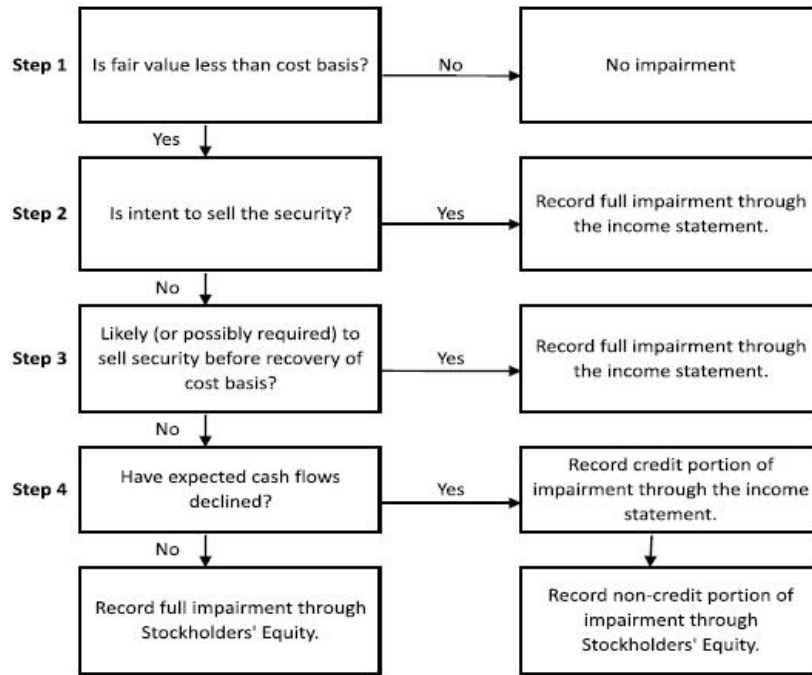 Step 1
Is fair value less than cost basis?
No
No impairment
Yes
Step 2
Is intent to sell the security?
Yes
Record full impairment through
the income statement.
No
Step 3
Likely (or possibly required) to
sell security before recovery of
cost basis?
Yes
Record full impairment through
the income statement.
No
Step 4
Have expected cash flows
declined?
Yes
Record credit portion of
impairment through the income
statement.
No
Record full impairment through
Stockholders' Equity.
Record non-credit portion of
impairment through
Stockholders' Equity.